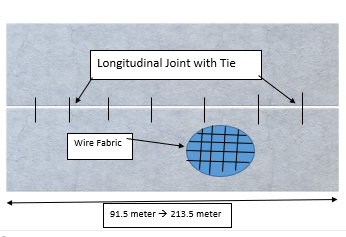 Longitudinal Joint with Tie
Wire Fabric
91.5 meter → 213.5 meter